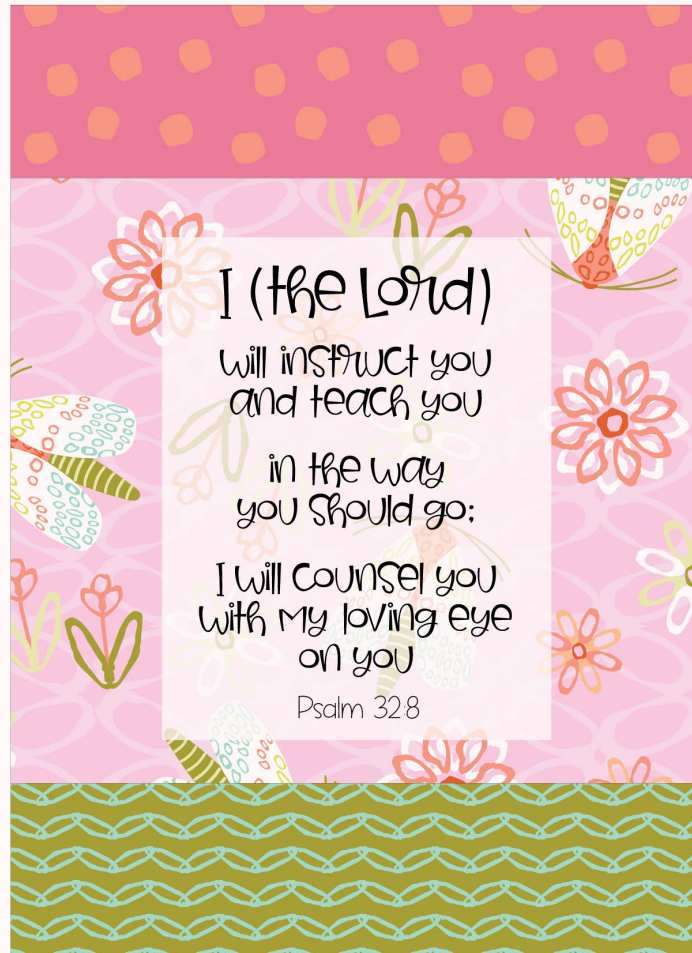 I (the Lord)
will instruct you
and teach you
in the way
you should go;
I will counsel you
with my loving eye
on you
Psalm 32:8